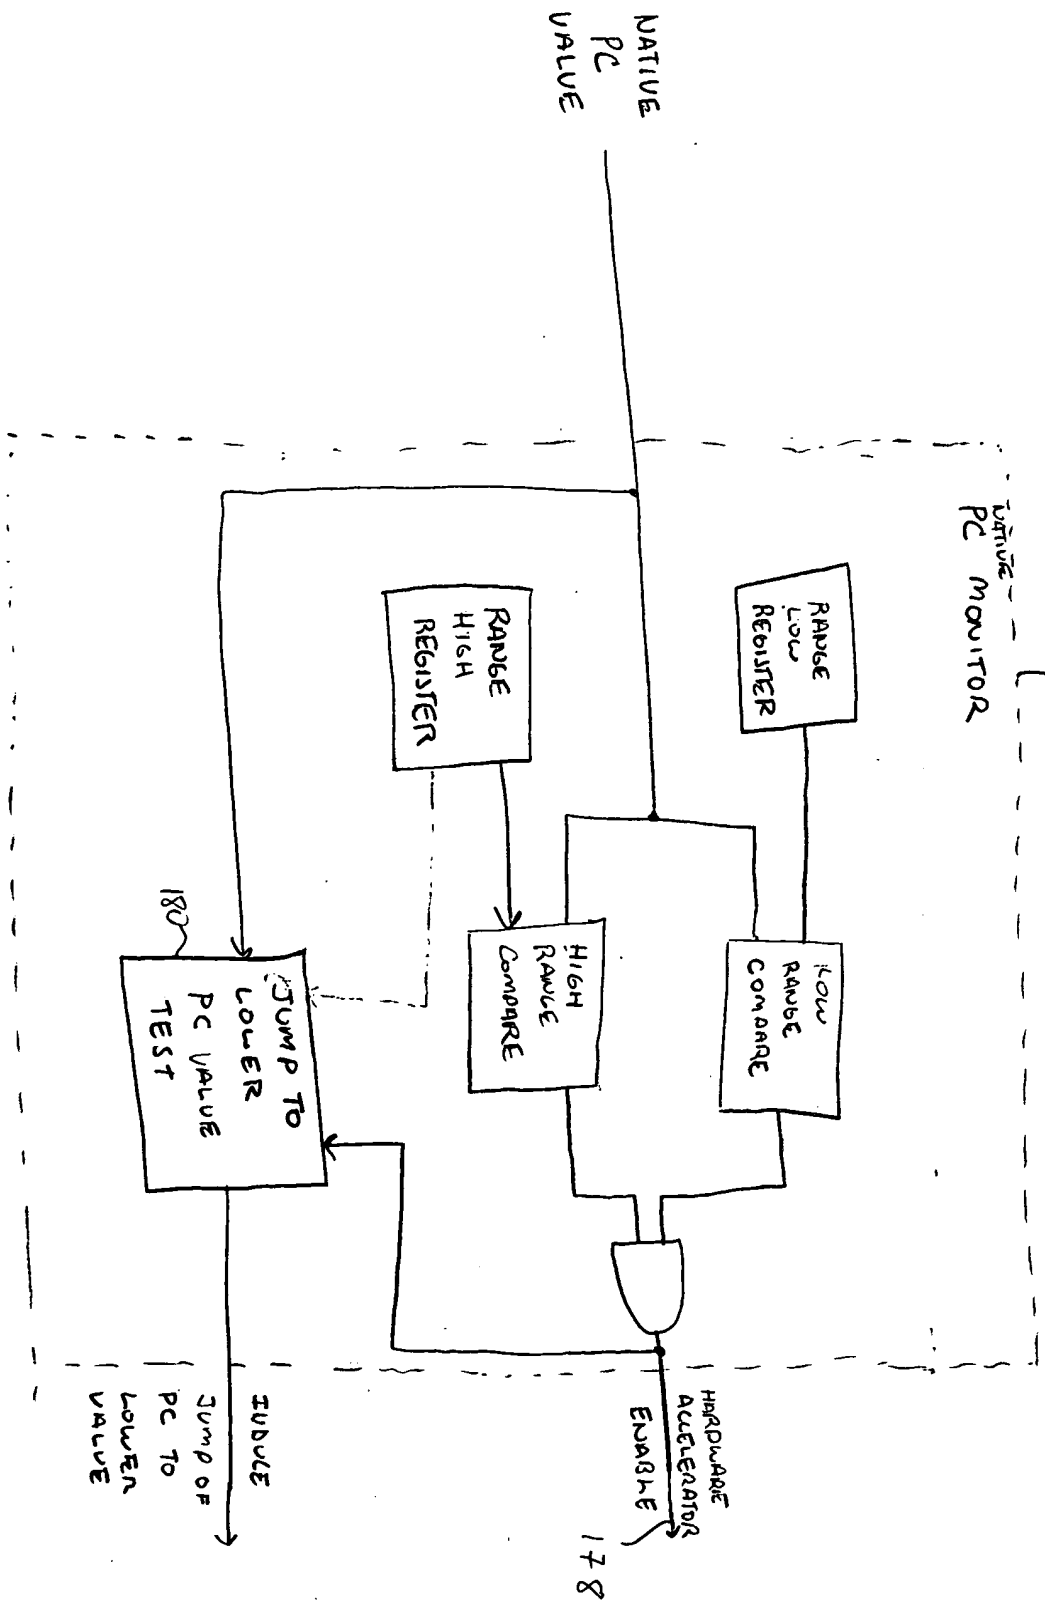 NATIVE
PC MONITOR
NATIVE
PC
VALUE
RANGE
LOW
REGISTER
LOW
RANGE
COMPARE
RANGE
HIGH
REGISTER
HIGH
RANGE
COMPARE
HARDWARE
ACCELERATOR
ENABLE
178
180
JUMP TO
LOWER
PC VALUE
TEST
INDUCE
JUMP OF
PC TO
LOWER
VALUE